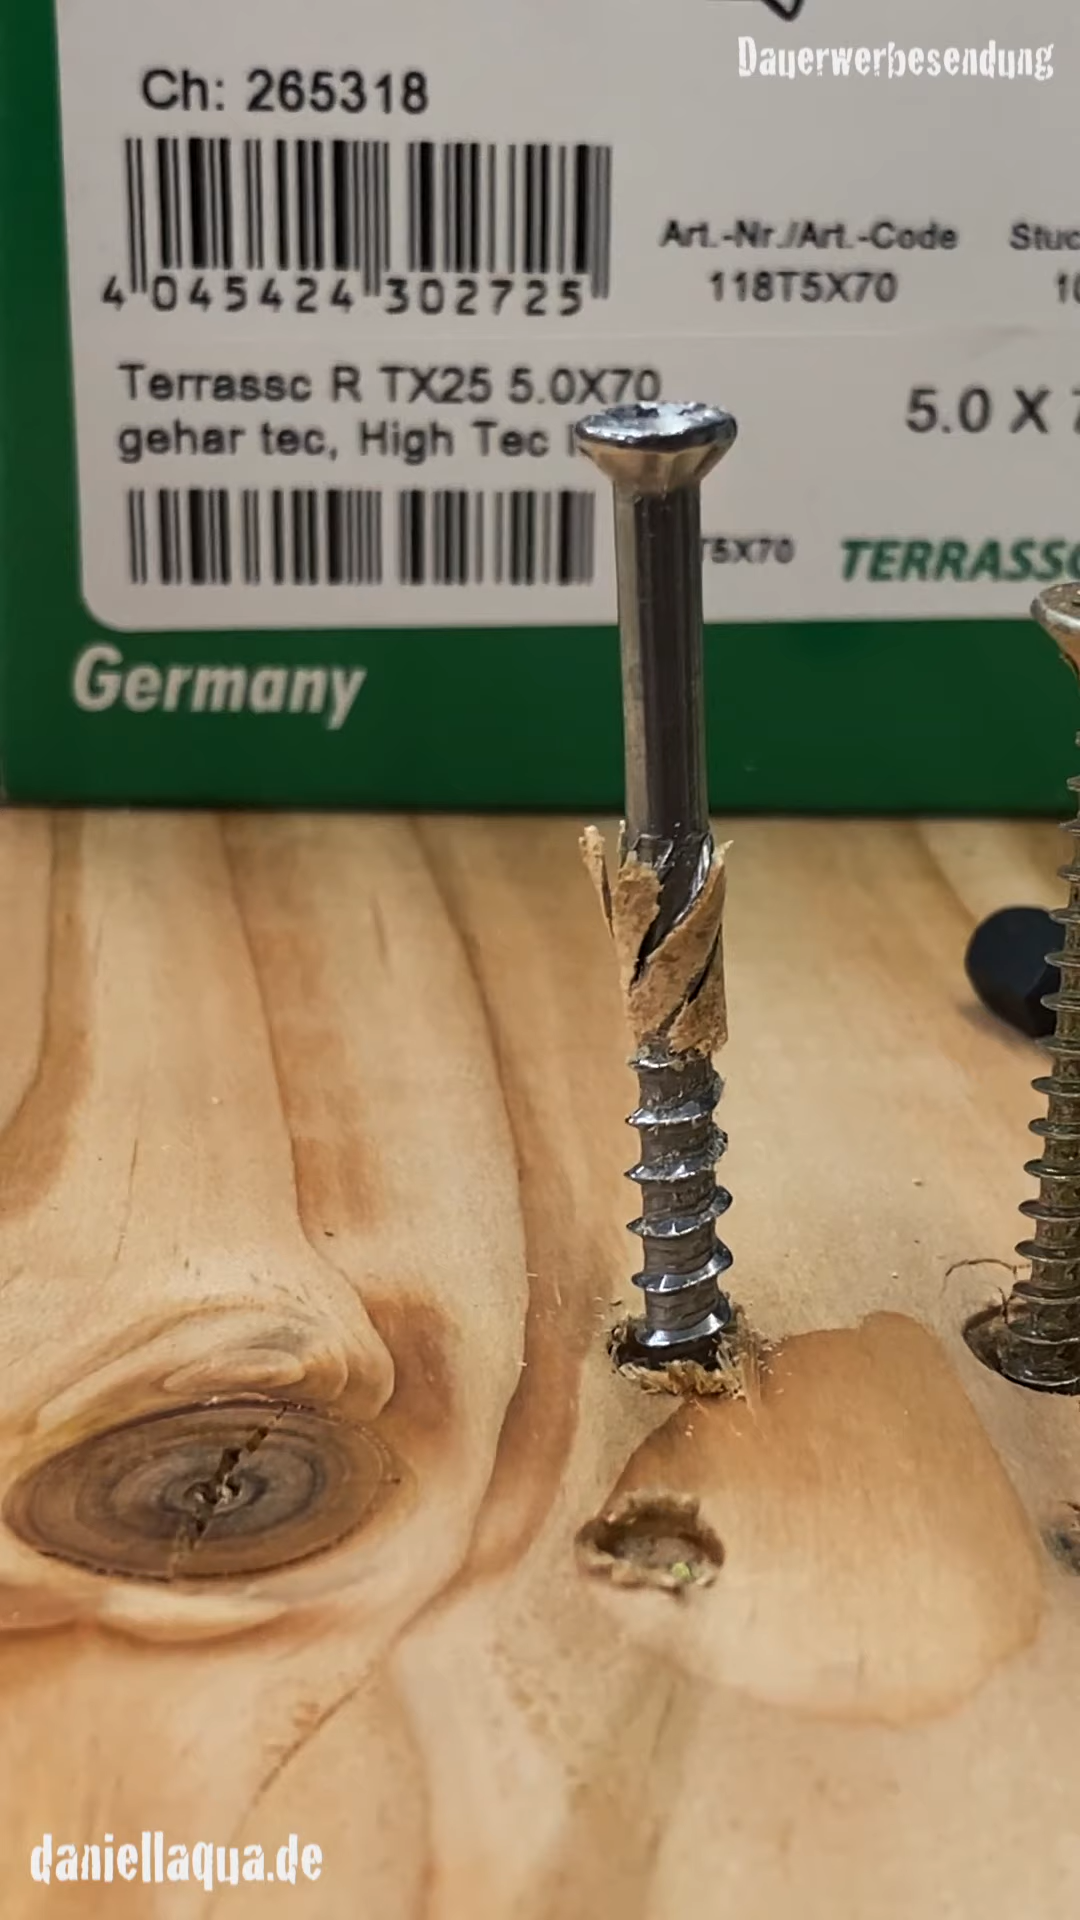 Dauerwerbesendung
Ch: 265318
4 045424 302725
Art.-Nr./Art.-Code
118T5X70
Terrassc R TX25 5.0X70
gehar tec, High Tec
5.0 X
T5X70
Germany
daniellaqua.de